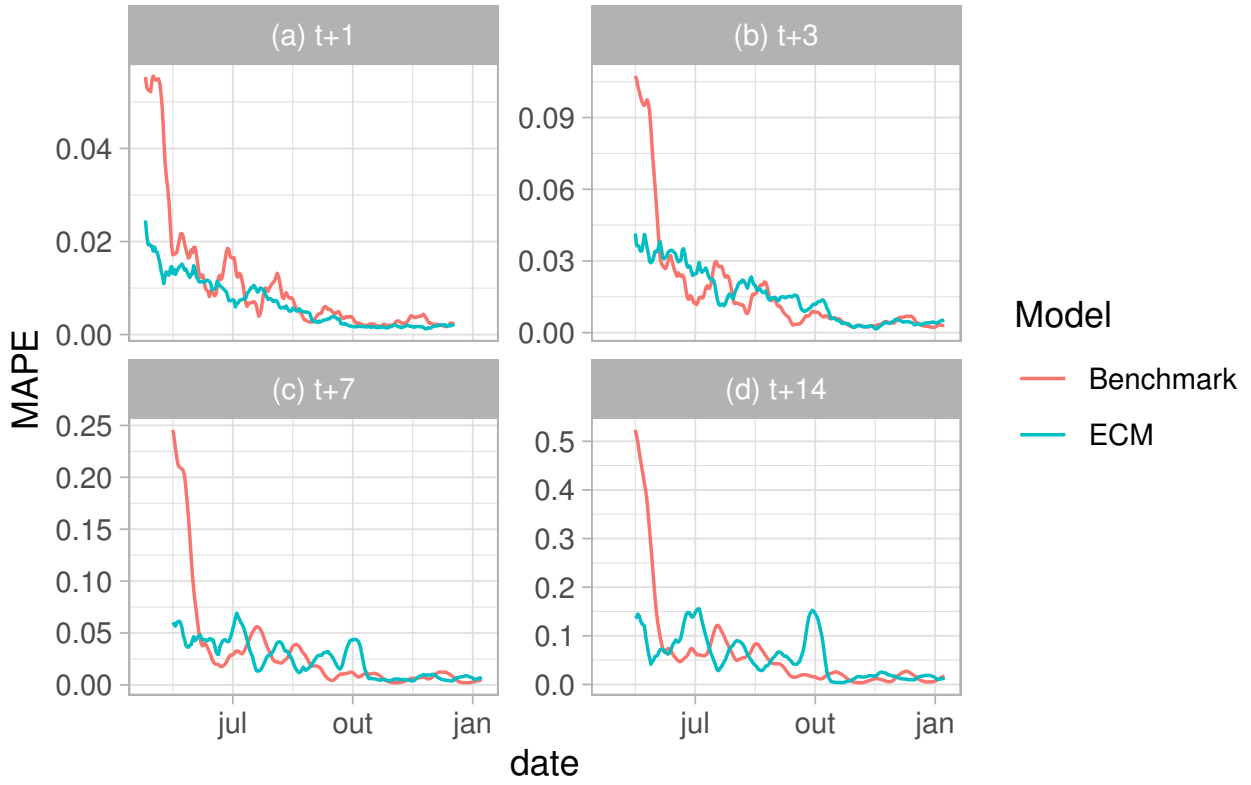 (a) t+1
(b) t+3
0.04
0.02
0.00
0.09
0.06
0.03
0.00
MAPE
(c) t+7
(d) t+14
0.25
0.20
0.15
0.10
0.05
0.00
0.5
0.4
0.3
0.2
0.1
0.0
jul
out
jan
jul
out
jan
date
Model
Benchmark
ECM